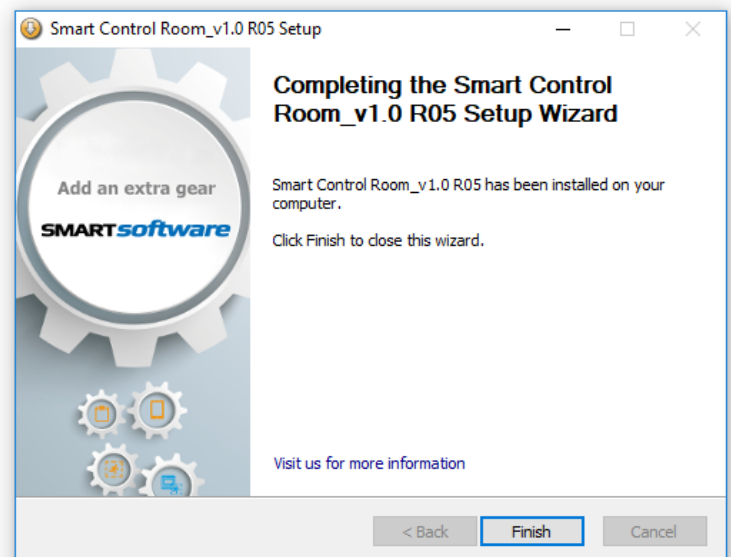 Smart Control Room_v1.0 R05 Setup
Add an extra gear
SMARTsoftware
Completing the Smart Control
Room_v1.0 R05 Setup Wizard
Smart Control Room_v1.0 R05 has been installed on your
computer.
Click Finish to close this wizard.
Visit us for more information
< Back
Finish
Cancel